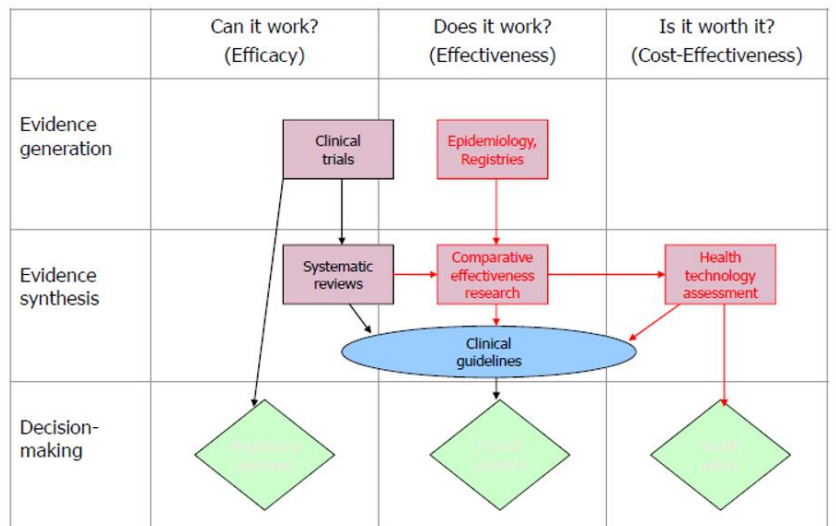 Can it work?
(Efficacy)
Does it work?
(Effectiveness)
Is it worth it?
(Cost-Effectiveness)
Evidence
generation
Clinical
trials
Epidemiology,
Registries
Evidence
synthesis
Systematic
reviews
Comparative
effectiveness
research
Health
technology
assessment
Clinical
guidelines
Decision-
making